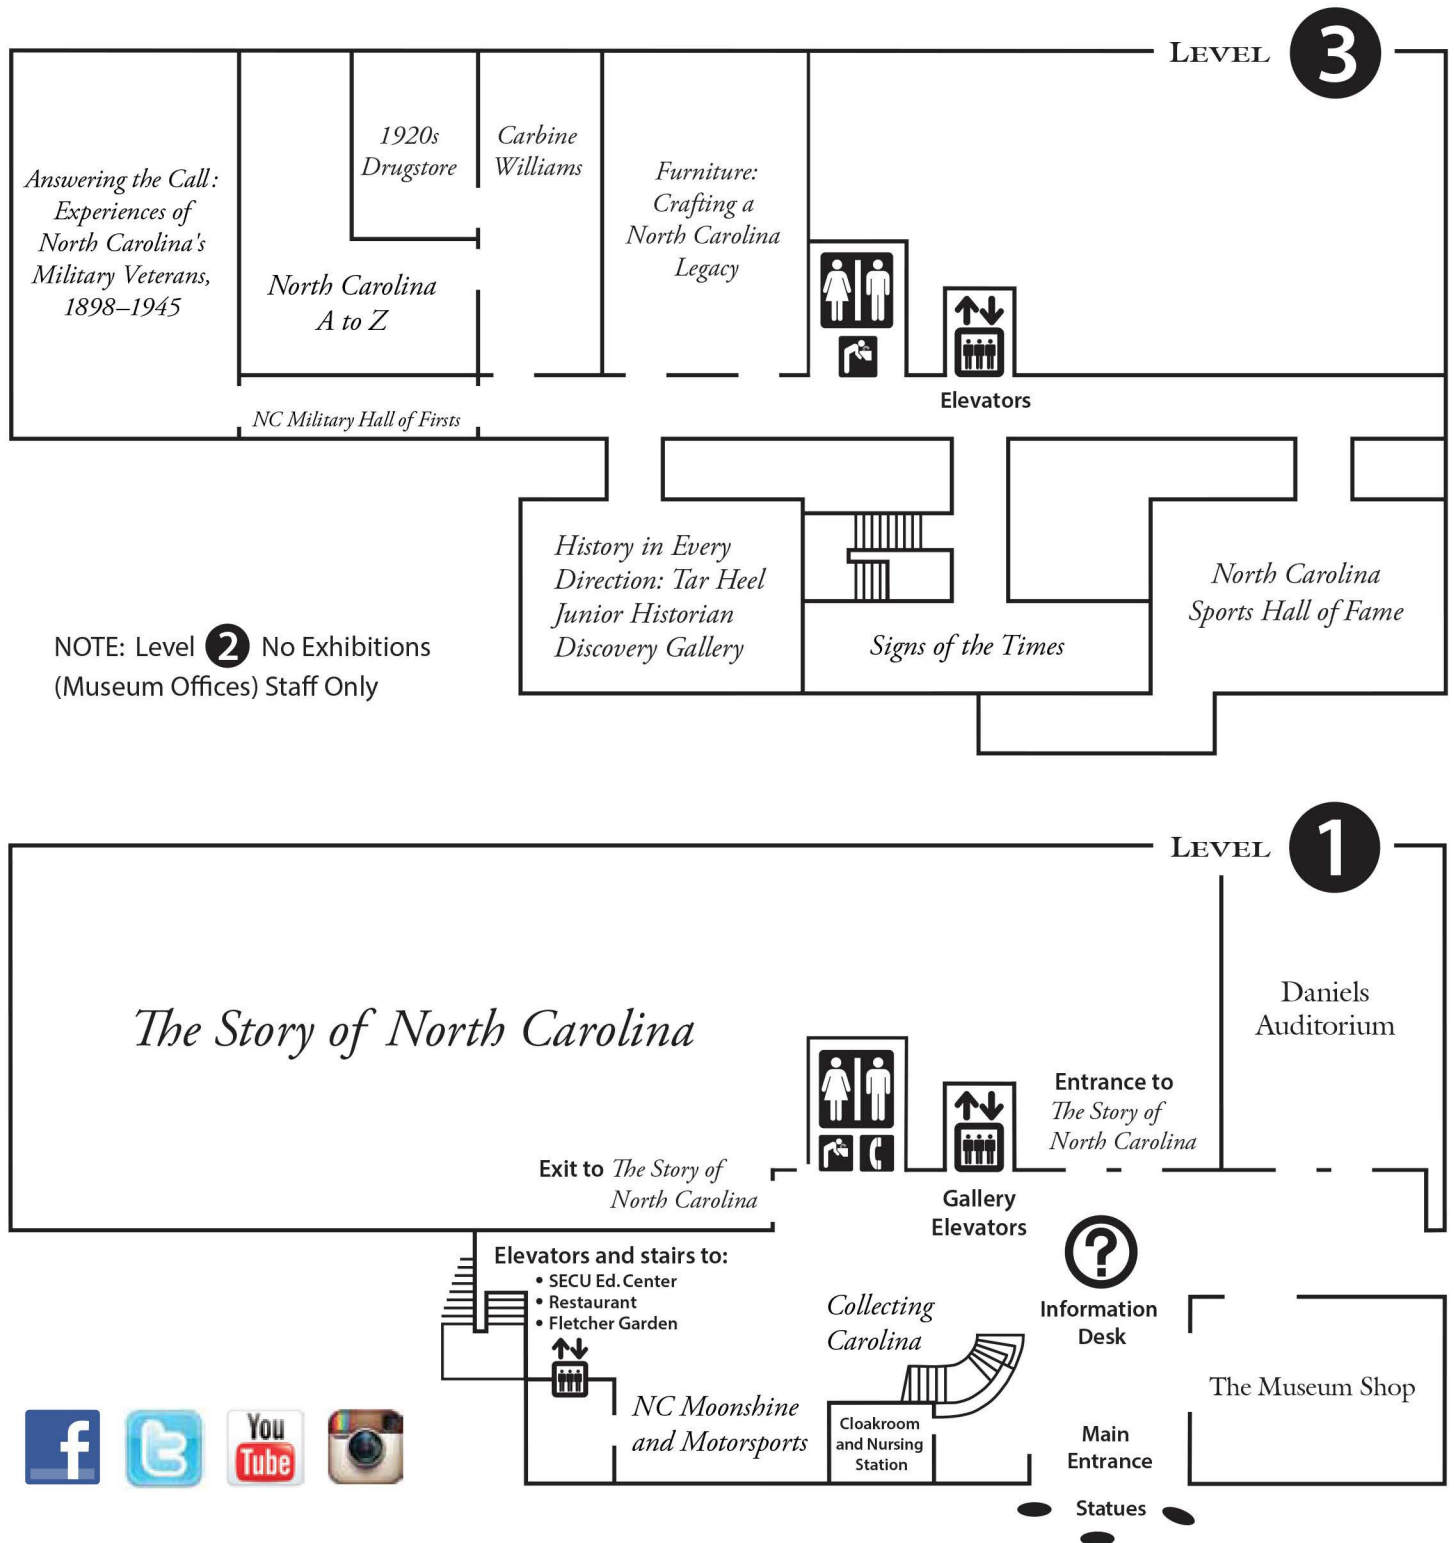 LEVEL 3
1920s
Drugstore
Carbine
Williams
Answering the Call:
Experiences of
North Carolina's
Military Veterans,
1898–1945
Furniture:
Crafting a
North Carolina
Legacy
North Carolina
A to Z
Elevators
NC Military Hall of Firsts
History in Every
Direction: Tar Heel
Junior Historian
Discovery Gallery
North Carolina
Sports Hall of Fame
Signs of the Times
NOTE: Level 2 No Exhibitions
(Museum Offices) Staff Only
LEVEL 1
Daniels
Auditorium
The Story of North Carolina
Entrance to
The Story of
North Carolina
Exit to The Story of
North Carolina
Gallery
Elevators
?
Information
Desk
Elevators and stairs to:
• SECU Ed. Center
• Restaurant
• Fletcher Garden
Collecting
Carolina
The Museum Shop
NC Moonshine
and Motorsports
Cloakroom
and Nursing
Station
Main
Entrance
Statues
f
t
You
Tube